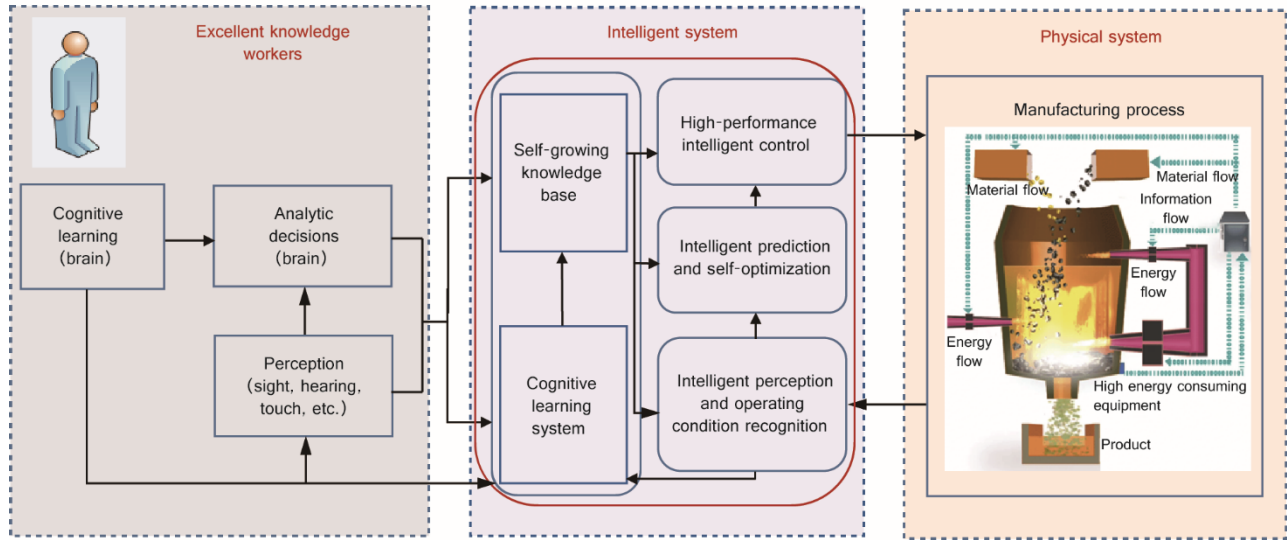 Excellent knowledge
workers
Cognitive
learning
(brain)
Analytic
decisions
(brain)
Perception
(sight, hearing,
touch, etc.)
Intelligent system
Self-growing
knowledge
base
Cognitive
learning
system
High-performance
intelligent control
Intelligent prediction
and self-optimization
Intelligent perception
and operating
condition recognition
Physical system
Manufacturing process
Material flow
Material flow
Information
flow
Energy
flow
Energy
flow
High energy consuming
equipment
Product